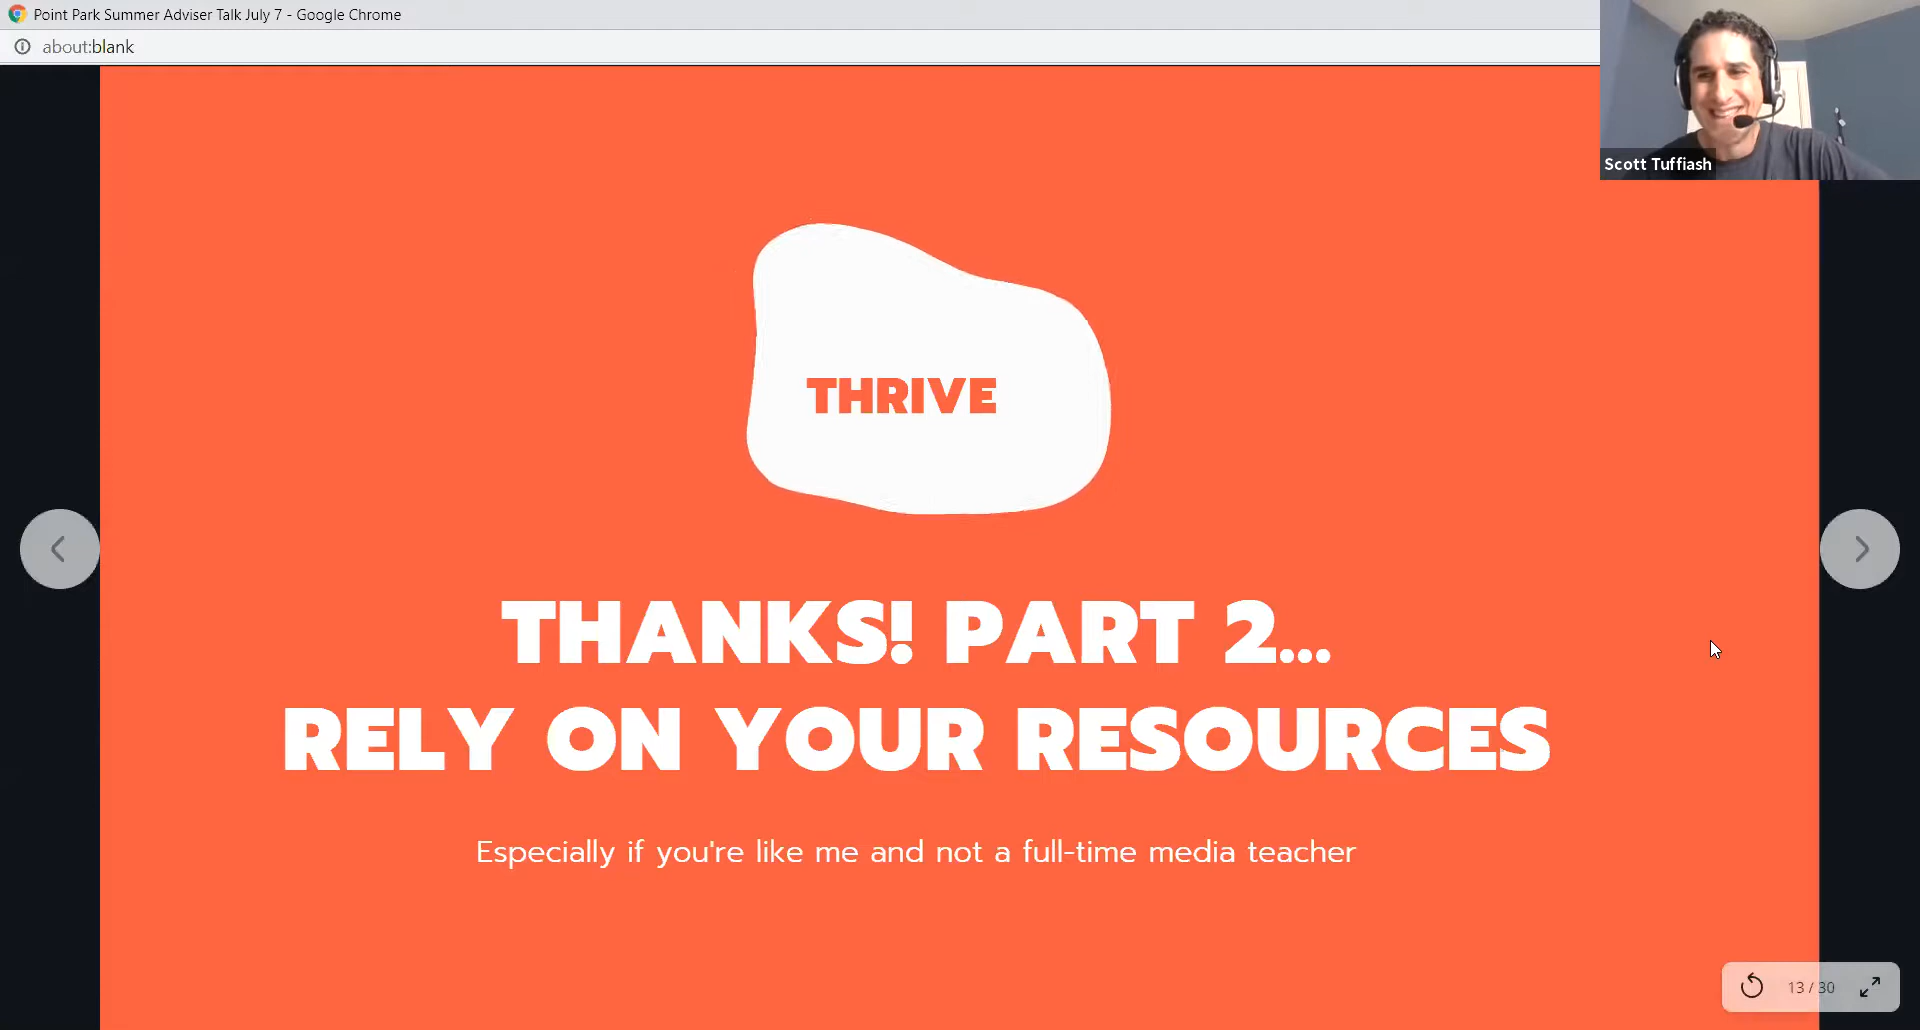 Point Park Summer Adviser Talk July 7 - Google Chrome
about:blank
Scott Tuffiash
THRIVE
THANKS! PART 2...
RELY ON YOUR RESOURCES
Especially if you're like me and not a full-time media teacher
13 / 30